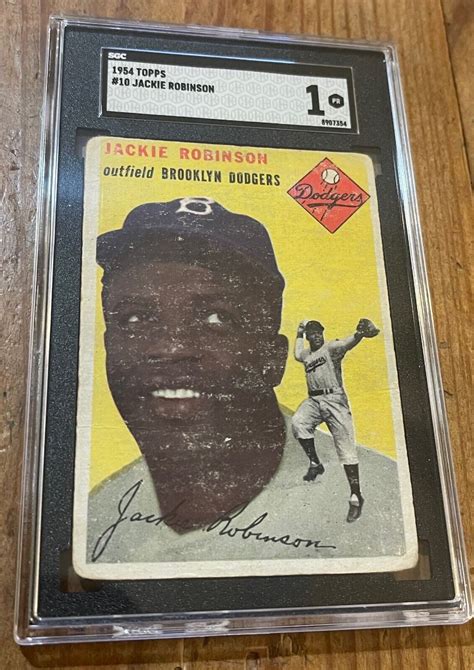 SGC
1954 TOPPS
#10 JACKIE ROBINSON
1 PR
8907354
JACKIE ROBINSON
outfield BROOKLYN DODGERS
Dodgers
B
Jackie Robinson